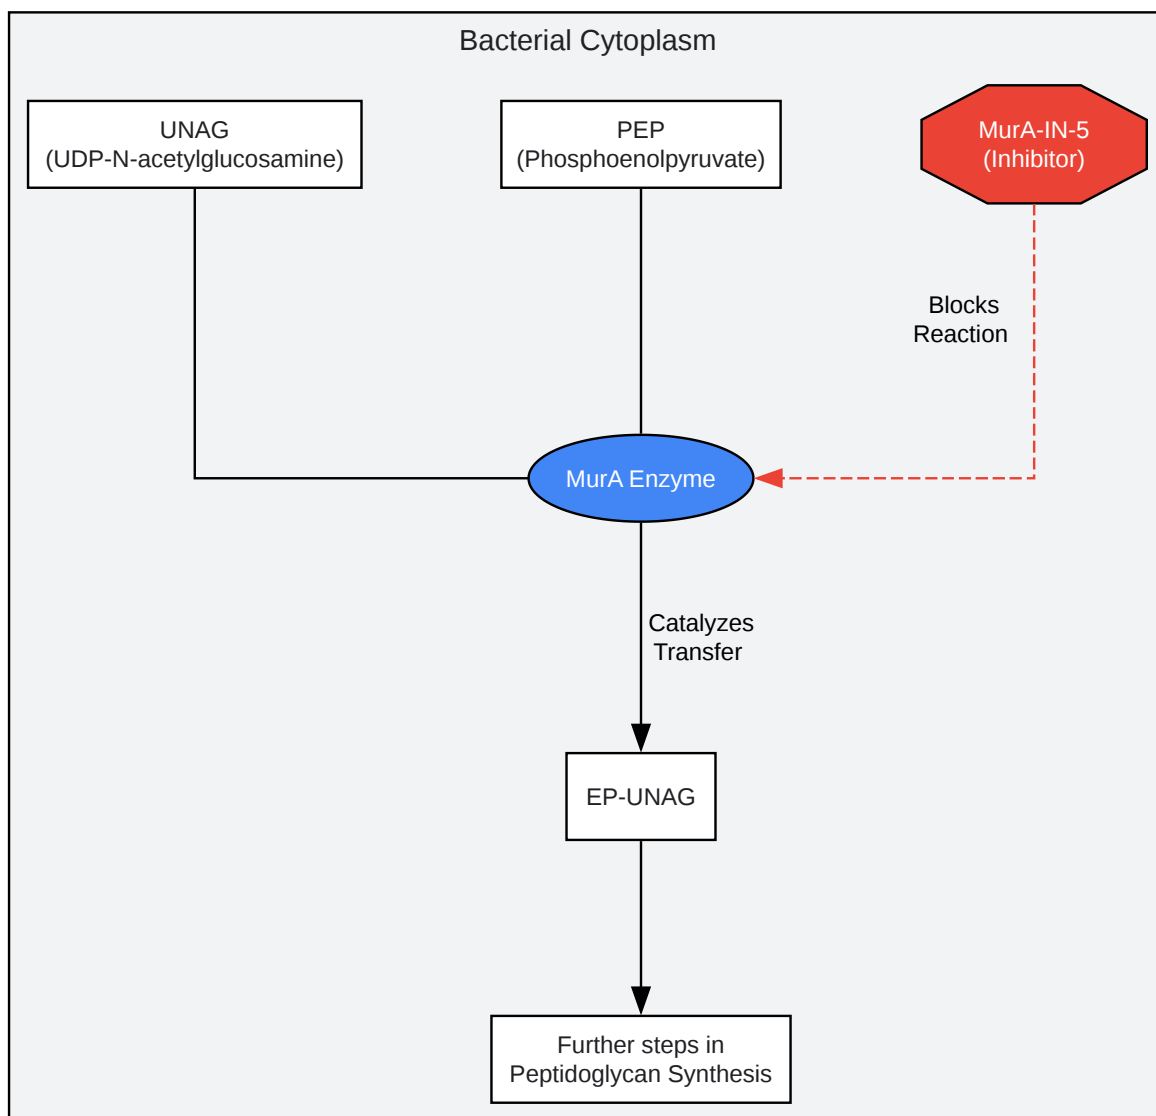 Bacterial Cytoplasm
UNAG
(UDP-N-acetylglucosamine)
PEP
(Phosphoenolpyruvate)
MurA-IN-5
(Inhibitor)
Blocks
Reaction
MurA Enzyme
Catalyzes
Transfer
EP-UNAG
Further steps in
Peptidoglycan Synthesis